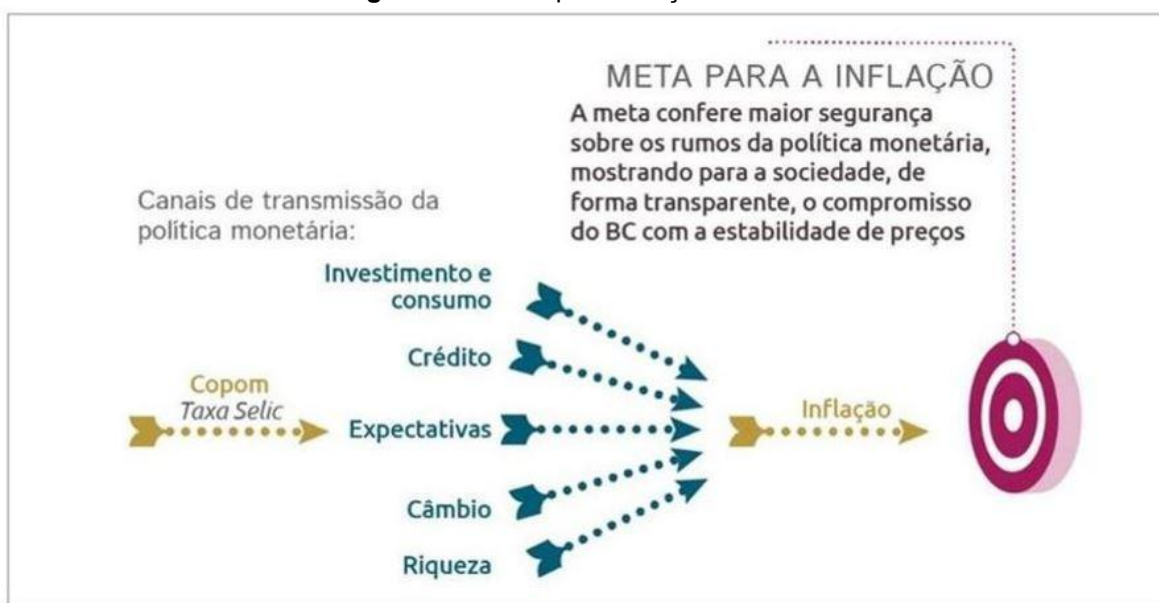 META PARA A INFLAÇÃO
A meta confere maior segurança
sobre os rumos da política monetária,
mostrando para a sociedade, de
forma transparente, o compromisso
do BC com a estabilidade de preços
Canais de transmissão da
política monetária:
Investimento e
consumo
Crédito
Copom
Taxa Selic
Expectativas
Inflação
Câmbio
Riqueza